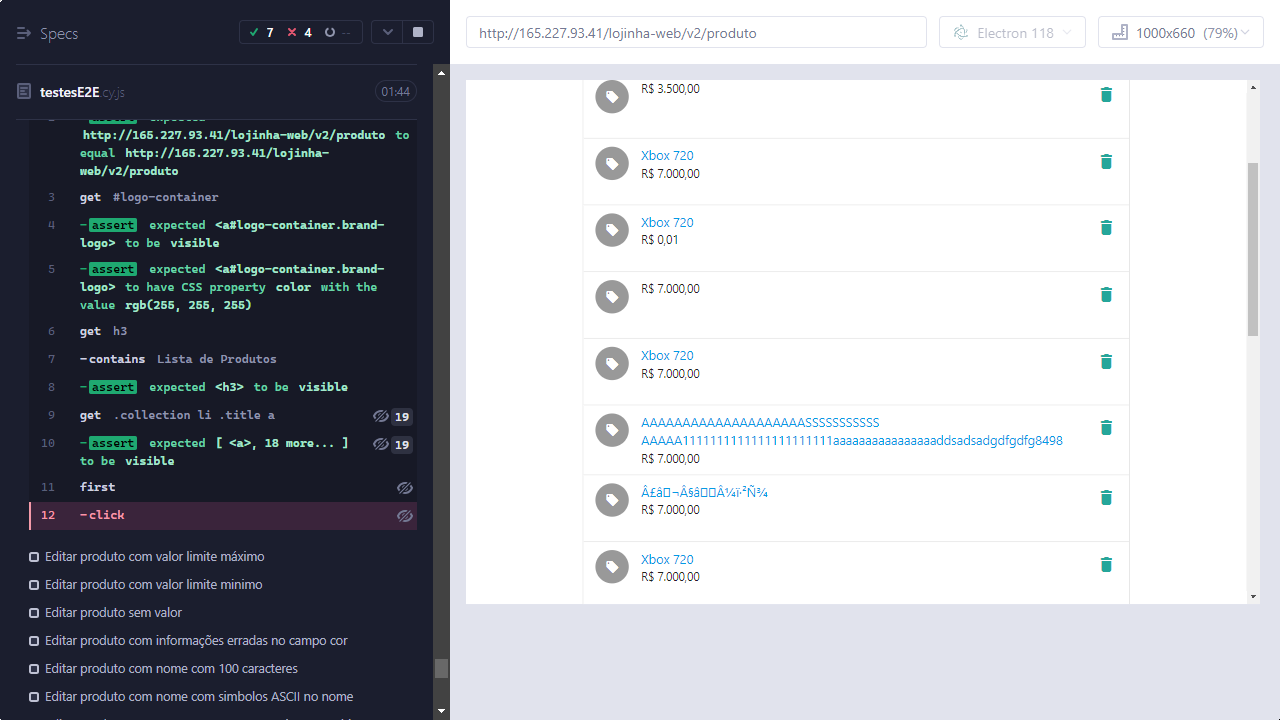 Specs
7
4
--
testesE2E cy.js
01:44
http://165.227.93.41/lojinha-web/v2/produto to
equal http://165.227.93.41/lojinha-
web/v2/produto
3 get #logo-container
4 -assert expected <a#logo-container.brand-
logo> to be visible
5 -assert expected <a#logo-container.brand-
logo> to have CSS property color with the
value rgb(255, 255, 255)
6 get h3
7 -contains Lista de Produtos
8 -assert expected <h3> to be visible
9 get .collection li .title a 19
10 -assert expected [ <a>, 18 more... ] 19
to be visible
11 first
12 -click
Editar produto com valor limite máximo
Editar produto com valor limite minimo
Editar produto sem valor
Editar produto com informações erradas no campo cor
Editar produto com nome com 100 caracteres
Editar produto com nome com simbolos ASCII no nome
http://165.227.93.41/lojinha-web/v2/produto
Electron 118
1000x660 (79%)
R$ 3.500,00
Xbox 720
R$ 7.000,00
Xbox 720
R$ 0,01
R$ 7.000,00
Xbox 720
R$ 7.000,00
R$ 7.000,00
R$ 7.000,00
Xbox 720
R$ 7.000,00